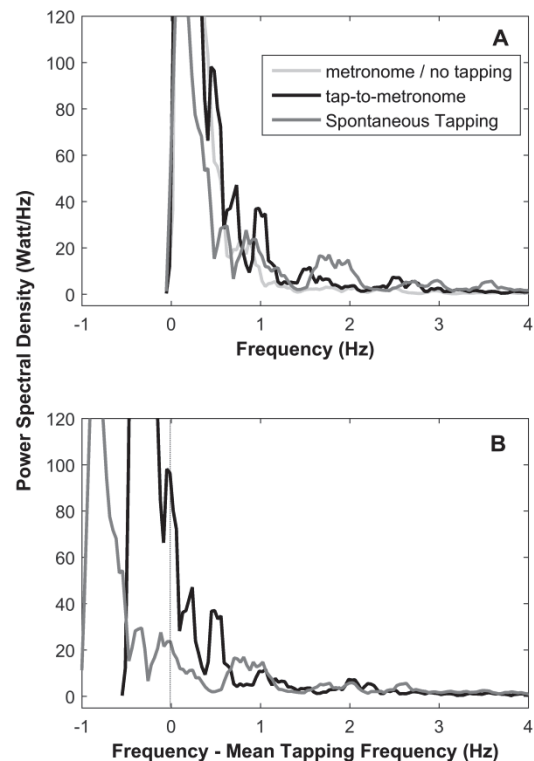 120
100
80
60
40
20
0
A
metronome / no tapping
tap-to-metronome
Spontaneous Tapping
-1 0 1 2 3 4
Frequency (Hz)
Power Spectral Density (Watt/Hz)
120
100
80
60
40
20
0
B
-1 0 1 2 3 4
Frequency - Mean Tapping Frequency (Hz)